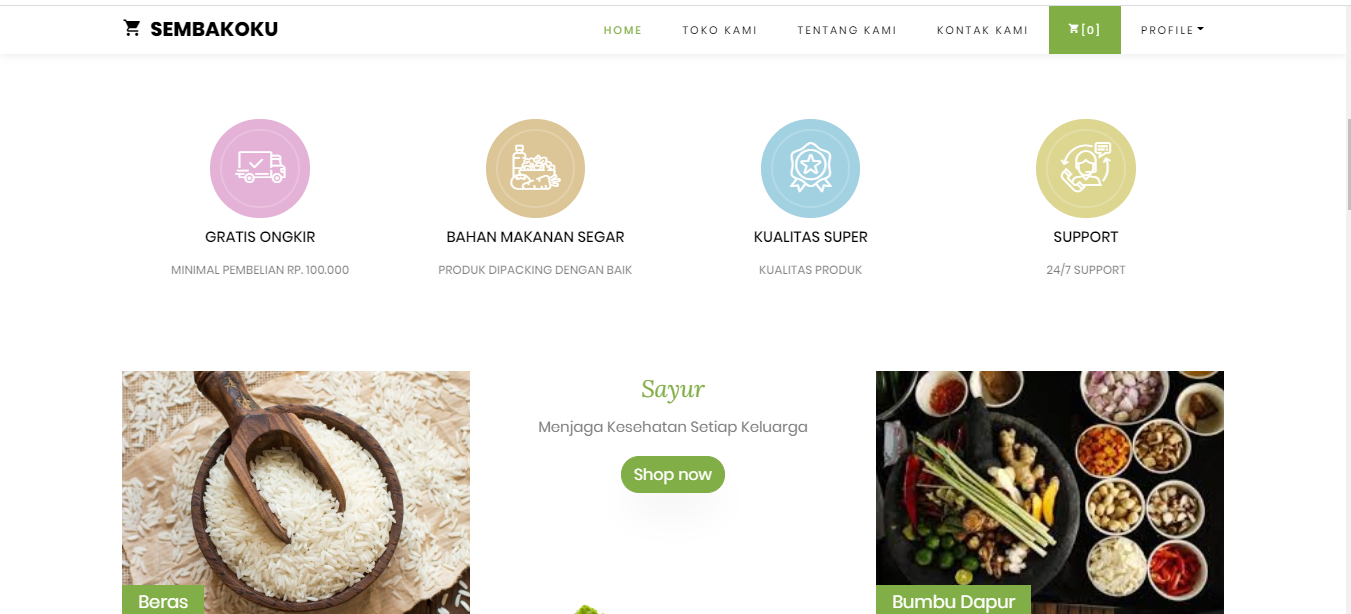 SEMBAKOKU
HOME TOKO KAMI TENTANG KAMI KONTAK KAMI [0] PROFILE
GRATIS ONGKIR
MINIMAL PEMBELIAN RP. 100.000
BAHAN MAKANAN SEGAR
PRODUK DIPACKING DENGAN BAIK
KUALITAS SUPER
KUALITAS PRODUK
SUPPORT
24/7 SUPPORT
Beras
Sayur
Menjaga Kesehatan Setiap Keluarga
Shop now
Bumbu Dapur